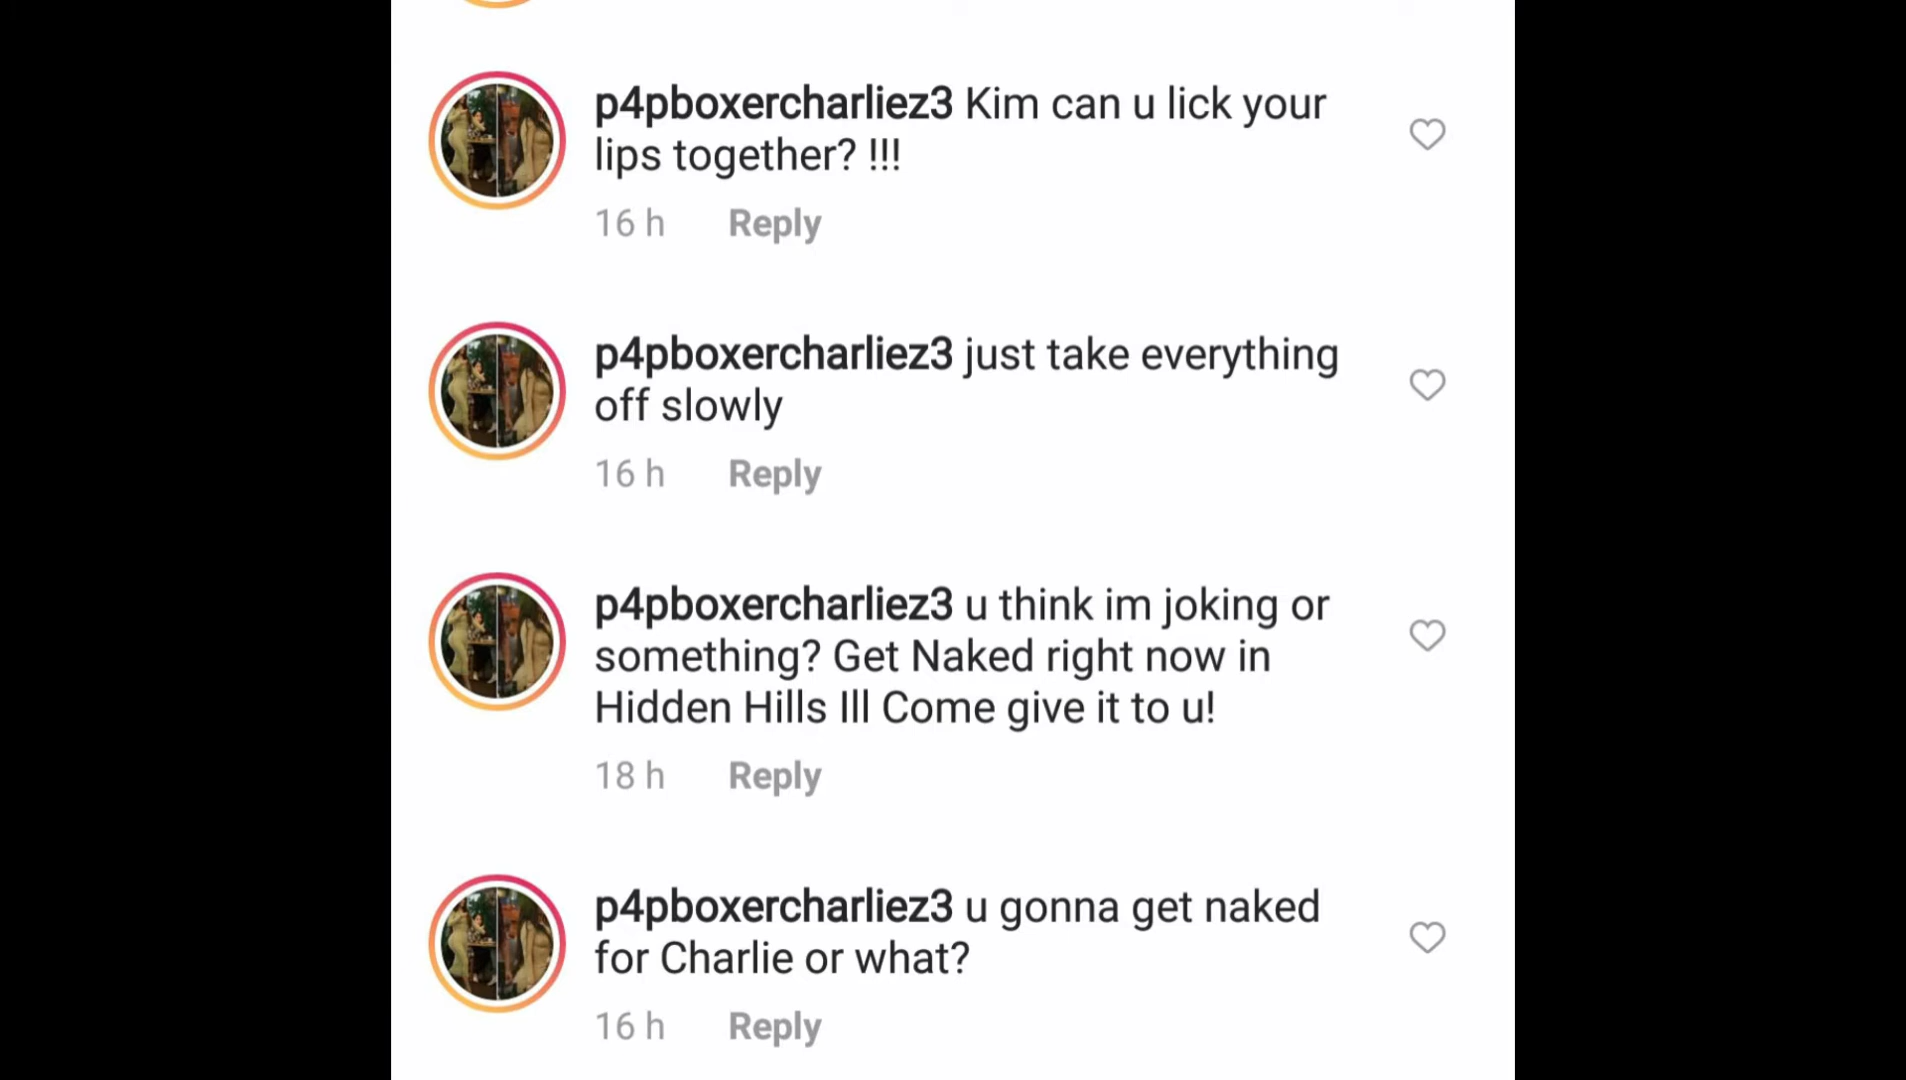 p4pboxercharliez3 Kim can u lick your
lips together? !!!
16 h Reply
p4pboxercharliez3 just take everything
off slowly
16 h Reply
p4pboxercharliez3 u think im joking or
something? Get Naked right now in
Hidden Hills Ill Come give it to u!
18 h Reply
p4pboxercharliez3 u gonna get naked
for Charlie or what?
16 h Reply